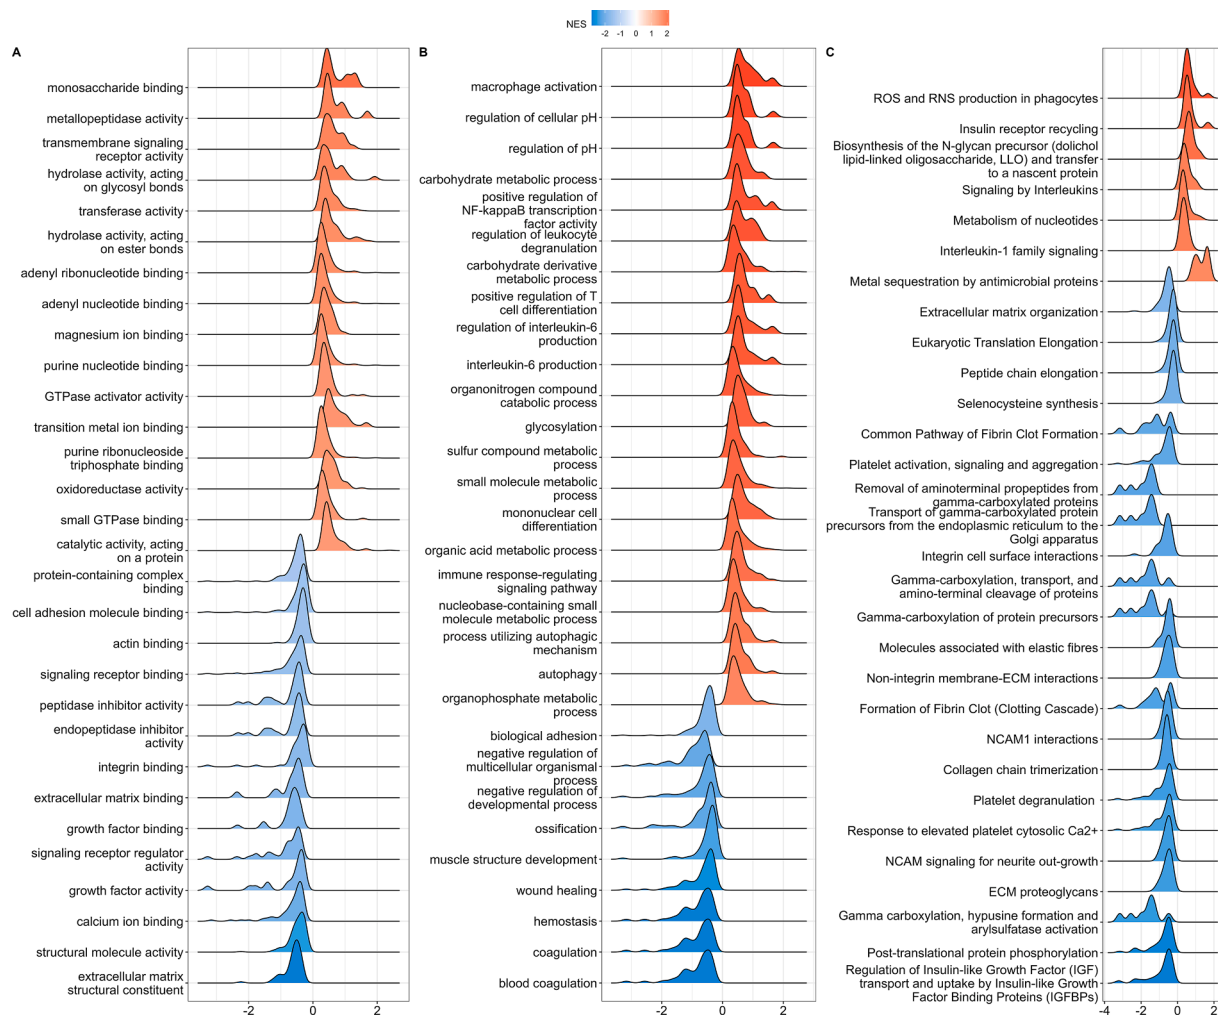 NES
-2 -1 0 1 2
A
monosaccharide binding
metallopeptidase activity
transmembrane signaling
receptor activity
hydrolase activity, acting
on glycosyl bonds
transferase activity
hydrolase activity, acting
on ester bonds
adenyl ribonucleotide binding
adenyl nucleotide binding
magnesium ion binding
purine nucleotide binding
GTPase activator activity
transition metal ion binding
purine ribonucleoside
triphosphate binding
oxidoreductase activity
small GTPase binding
catalytic activity, acting
on a protein
protein-containing complex
binding
cell adhesion molecule binding
actin binding
signaling receptor binding
peptidase inhibitor activity
endopeptidase inhibitor
activity
integrin binding
extracellular matrix binding
growth factor binding
signaling receptor regulator
activity
growth factor activity
calcium ion binding
structural molecule activity
extracellular matrix
structural constituent
-2 0 2
B
macrophage activation
regulation of cellular pH
regulation of pH
carbohydrate metabolic process
positive regulation of
NF-kappaB transcription
factor activity
regulation of leukocyte
degranulation
carbohydrate derivative
metabolic process
positive regulation of T
cell differentiation
regulation of interleukin-6
production
interleukin-6 production
organonitrogen compound
catabolic process
glycosylation
sulfur compound metabolic
process
small molecule metabolic
process
mononuclear cell
differentiation
organic acid metabolic process
immune response-regulating
signaling pathway
nucleobase-containing small
molecule metabolic process
process utilizing autophagic
mechanism
autophagy
organophosphate metabolic
process
biological adhesion
negative regulation of
multicellular organismal
process
negative regulation of
developmental process
ossification
muscle structure development
wound healing
hemostasis
coagulation
blood coagulation
-2 0 2
C
ROS and RNS production in phagocytes
Insulin receptor recycling
Biosynthesis of the N-glycan precursor (dolichol
lipid-linked oligosaccharide, LLO) and transfer
to a nascent protein
Signaling by Interleukins
Metabolism of nucleotides
Interleukin-1 family signaling
Metal sequestration by antimicrobial proteins
Extracellular matrix organization
Eukaryotic Translation Elongation
Peptide chain elongation
Selenocysteine synthesis
Common Pathway of Fibrin Clot Formation
Platelet activation, signaling and aggregation
Removal of aminoterminal propeptides from
gamma-carboxylated proteins
Transport of gamma-carboxylated protein
precursors from the endoplasmic reticulum to the
Golgi apparatus
Integrin cell surface interactions
Gamma-carboxylation, transport, and
amino-terminal cleavage of proteins
Gamma-carboxylation of protein precursors
Molecules associated with elastic fibres
Non-integrin membrane-ECM interactions
Formation of Fibrin Clot (Clotting Cascade)
NCAM1 interactions
Collagen chain trimerization
Platelet degranulation
Response to elevated platelet cytosolic Ca2+
NCAM signaling for neurite out-growth
ECM proteoglycans
Gamma carboxylation, hypusine formation and
arylsulfatase activation
Post-translational protein phosphorylation
Regulation of Insulin-like Growth Factor (IGF)
transport and uptake by Insulin-like Growth
Factor Binding Proteins (IGFBPs)
-4 -2 0 2